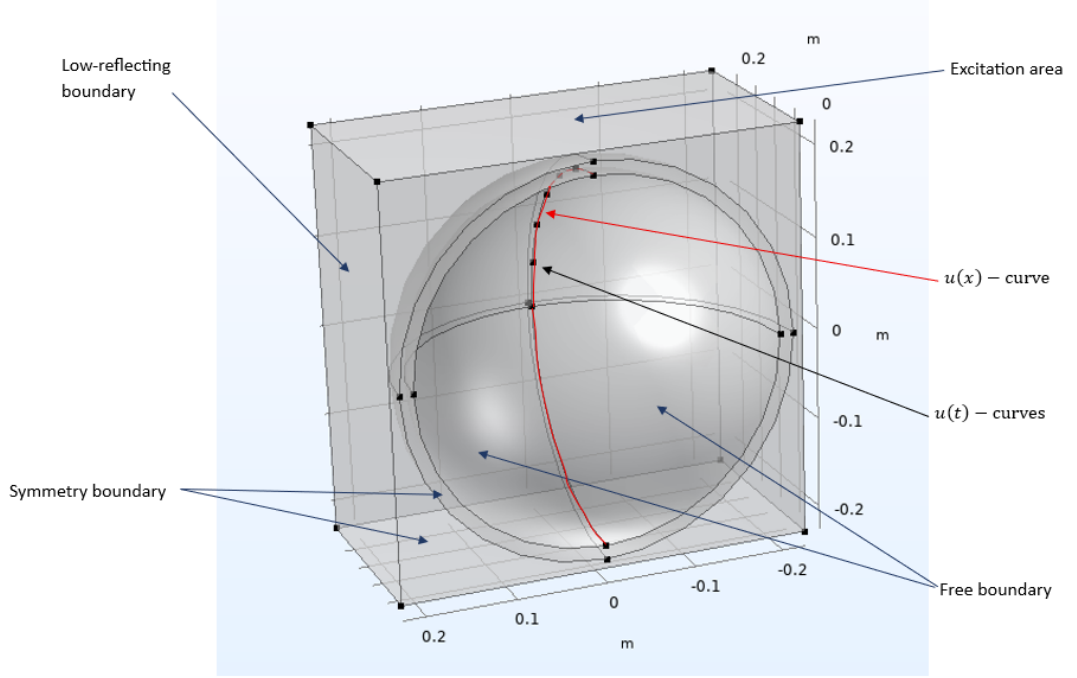 m
0.2
Low-reflecting
boundary
Excitation area
0
0.2
0.1
u(x) − curve
0
m
u(t) − curves
-0.1
Symmetry boundary
-0.2
-0.2
-0.1
Free boundary
0
0.1
0.2
m